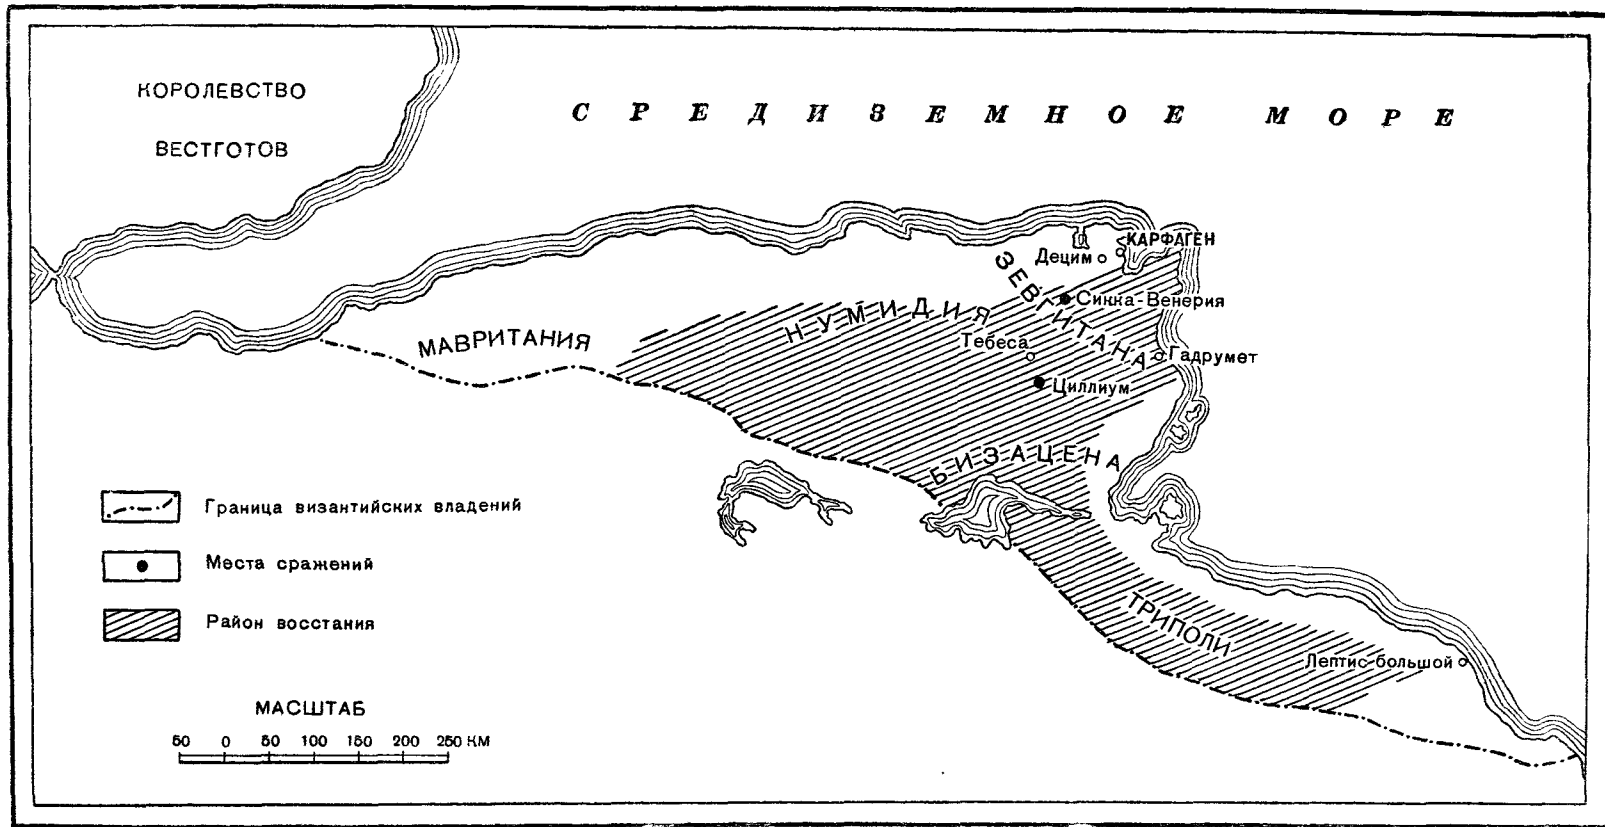 КОРОЛЕВСТВО
ВЕСТГОТОВ
СРЕДИЗЕМНОЕ МОРЕ
КАРФАГЕН
Децим
ЗЕВГИТАНА
Сикка-Венерия
НУМИДИЯ
МАВРИТАНИЯ
Тебеса
Гадрумет
Циллиум
БИЗАЦЕНА
Граница византийских владений
Места сражений
Район восстания
ТРИПОЛИ
Лептис большой
МАСШТАБ
50 0 50 100 150 200 250 КМ